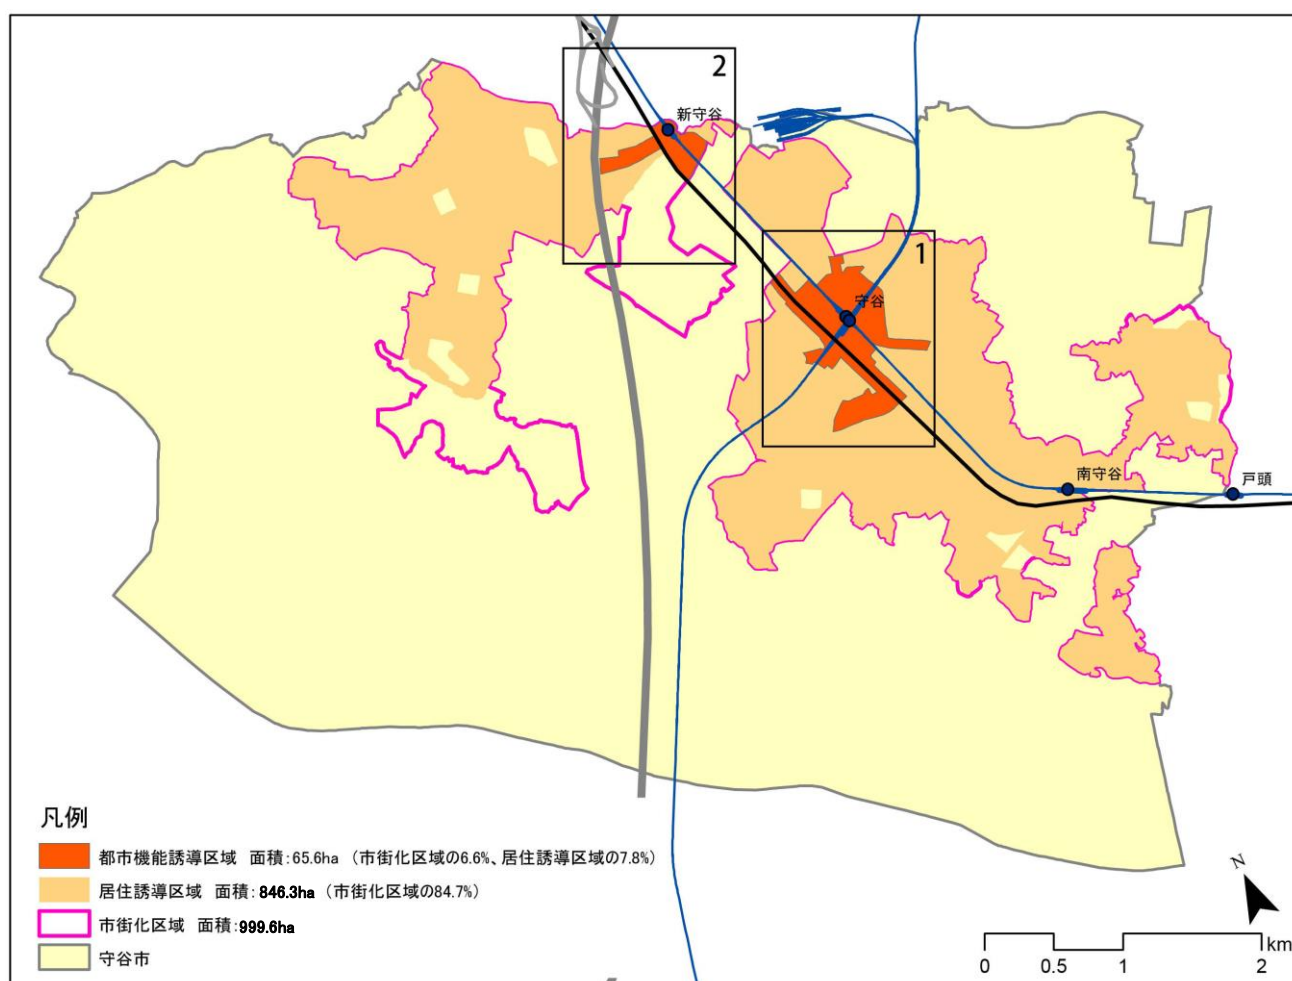 2
新守谷
1
守谷
南守谷
戸頭
凡例
都市機能誘導区域 面積:65.6ha (市街化区域の6.6%、居住誘導区域の7.8%)
居住誘導区域 面積:846.3ha (市街化区域の84.7%)
市街化区域 面積:999.6ha
守谷市
N
km
0 0.5 1 2